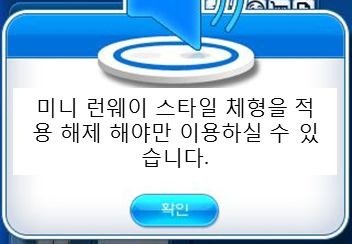 미니 런웨이 스타일 체형을 적
용 해제 해야만 이용하실 수 있
습니다.
확인